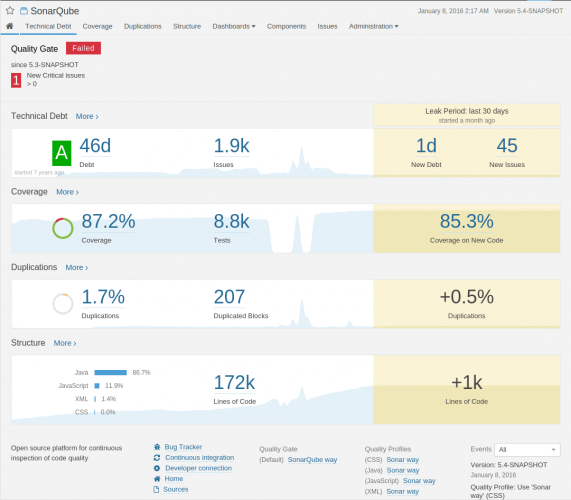 SonarQube
January 8, 2016 2:17 AM Version 5.4-SNAPSHOT
Technical Debt Coverage Duplications Structure Dashboards Components Issues Administration
Quality Gate Failed
since 5.3-SNAPSHOT
1 New Critical issues
> 0
Technical Debt More ›
Leak Period: last 30 days
started a month ago
A 46d 1.9k 1d 45
Debt Issues New Debt New Issues
started 7 years ago
Coverage More ›
87.2% 8.8k 85.3%
Coverage Tests Coverage on New Code
Duplications More ›
1.7% 207 +0.5%
Duplications Duplicated Blocks Duplications
Structure More ›
Java 86.7%
JavaScript 11.9%
XML 1.4%
CSS 0.0%
172k +1k
Lines of Code Lines of Code
Open source platform for continuous
inspection of code quality
Bug Tracker
Continuous integration
Developer connection
Home
Sources
Quality Gate
(Default) SonarQube way
Quality Profiles
(CSS) Sonar way
(Java) Sonar way
(JavaScript) Sonar way
(XML) Sonar way
Events All
Version: 5.4-SNAPSHOT
January 8, 2016
Quality Profile: Use 'Sonar
way' (CSS)